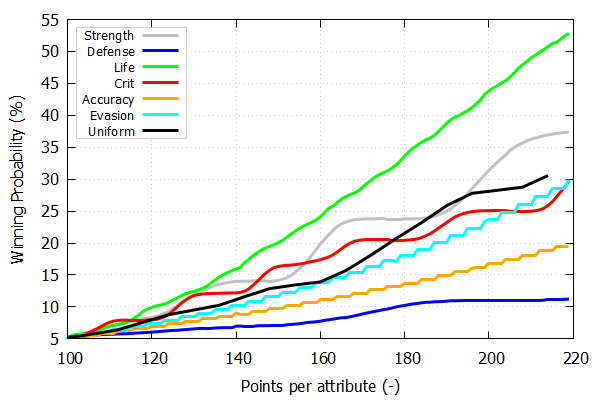 55
50
45
40
35
30
25
20
15
10
5
Winning Probability (%)
Strength
Defense
Life
Crit
Accuracy
Evasion
Uniform
100 120 140 160 180 200 220
Points per attribute (-)